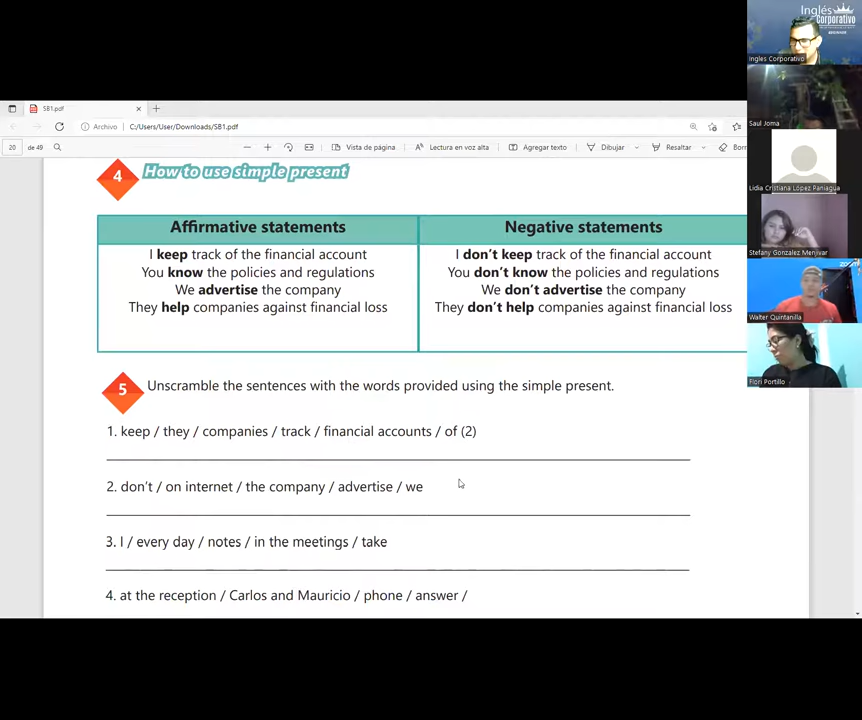 SB1.pdf
Archivo
C:/Users/User/Downloads/SB1.pdf
20
de 49
Vista de página
Lectura en voz alta
Agregar texto
Dibujar
Resaltar
Borr
4
How to use simple present
Affirmative statements
I keep track of the financial account
You know the policies and regulations
We advertise the company
They help companies against financial loss
Negative statements
I don't keep track of the financial account
You don't know the policies and regulations
We don't advertise the company
They don't help companies against financial loss
5
Unscramble the sentences with the words provided using the simple present.
1. keep / they / companies / track / financial accounts / of (2)
2. don't / on internet / the company / advertise / we
3. I / every day / notes / in the meetings / take
4. at the reception / Carlos and Mauricio / phone / answer /
Inglés
Corporativo
Ingles Corporativo
Saul Joma
Lidia Cristiana López Paniagua
Stefany Gonzalez Menjivar
Walter Quintanilla
Flori Portillo